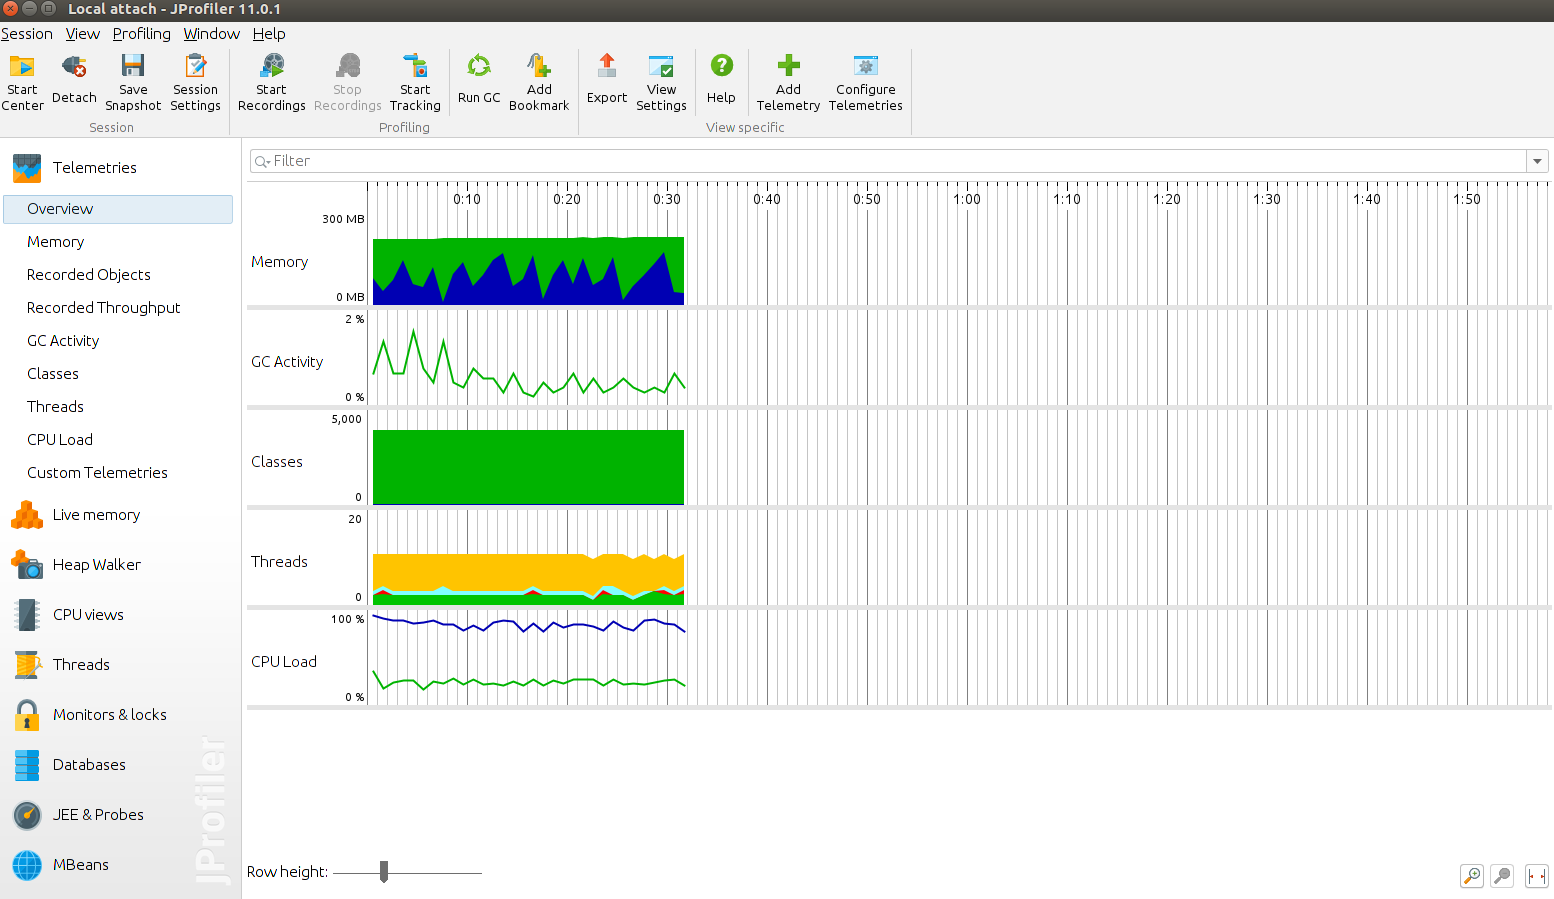 Local attach - JProfiler 11.0.1
Session View Profiling Window Help
Start Center
Detach
Save Snapshot
Session Settings
Start Recordings
Stop Recordings
Start Tracking
Run GC
Add Bookmark
Export
View Settings
Help
Add Telemetry
Configure Telemetries
Session
Profiling
View specific
Telemetries
Overview
Memory
Recorded Objects
Recorded Throughput
GC Activity
Classes
Threads
CPU Load
Custom Telemetries
Live memory
Heap Walker
CPU views
Threads
Monitors & locks
Databases
JEE & Probes
MBeans
JProfiler
Filter
0:10 0:20 0:30 0:40 0:50 1:00 1:10 1:20 1:30 1:40 1:50
300 MB
Memory
0 MB
2 %
GC Activity
0 %
5,000
Classes
0
20
Threads
0
100 %
CPU Load
0 %
Row height: